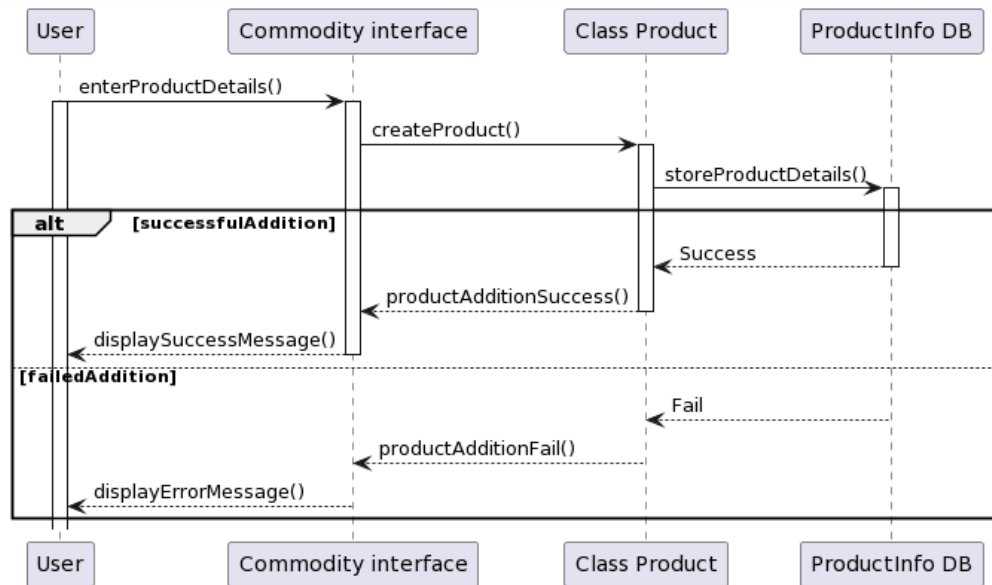 User
Commodity interface
Class Product
ProductInfo DB
enterProductDetails()
createProduct()
storeProductDetails()
alt
[successfulAddition]
Success
productAdditionSuccess()
displaySuccessMessage()
[failedAddition]
Fail
productAdditionFail()
displayErrorMessage()
User
Commodity interface
Class Product
ProductInfo DB